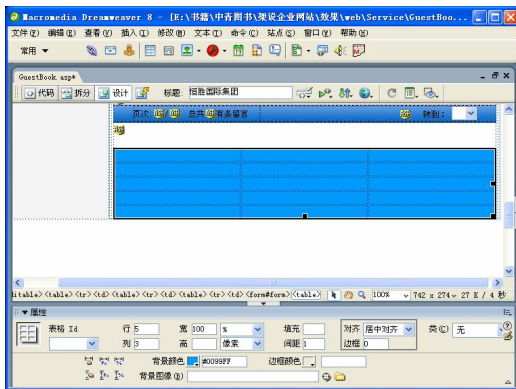 Macromedia Dreamweaver 8 - [E:\书籍\中青图书\架设企业网站\效果\web\Service\GuestBoo...
文件(F) 编辑(E) 查看(V) 插入(I) 修改(M) 文本(T) 命令(C) 站点(S) 窗口(W) 帮助(H)
常用
GuestBook.asp*
代码 拆分 设计 标题: 恒胜国际集团
页次 / 总共 有条留言 转到:
<table><tr><td><table><tr><td><table><tr><td><form#form><table> 100% 742 x 274 27 K / 4 秒
属性
表格 Id 行 5 宽 100 % 填充 对齐 居中对齐 类(C) 无
列 3 高 像素 间距 1 边框 0
背景颜色 #0099FF 边框颜色
背景图像(B)